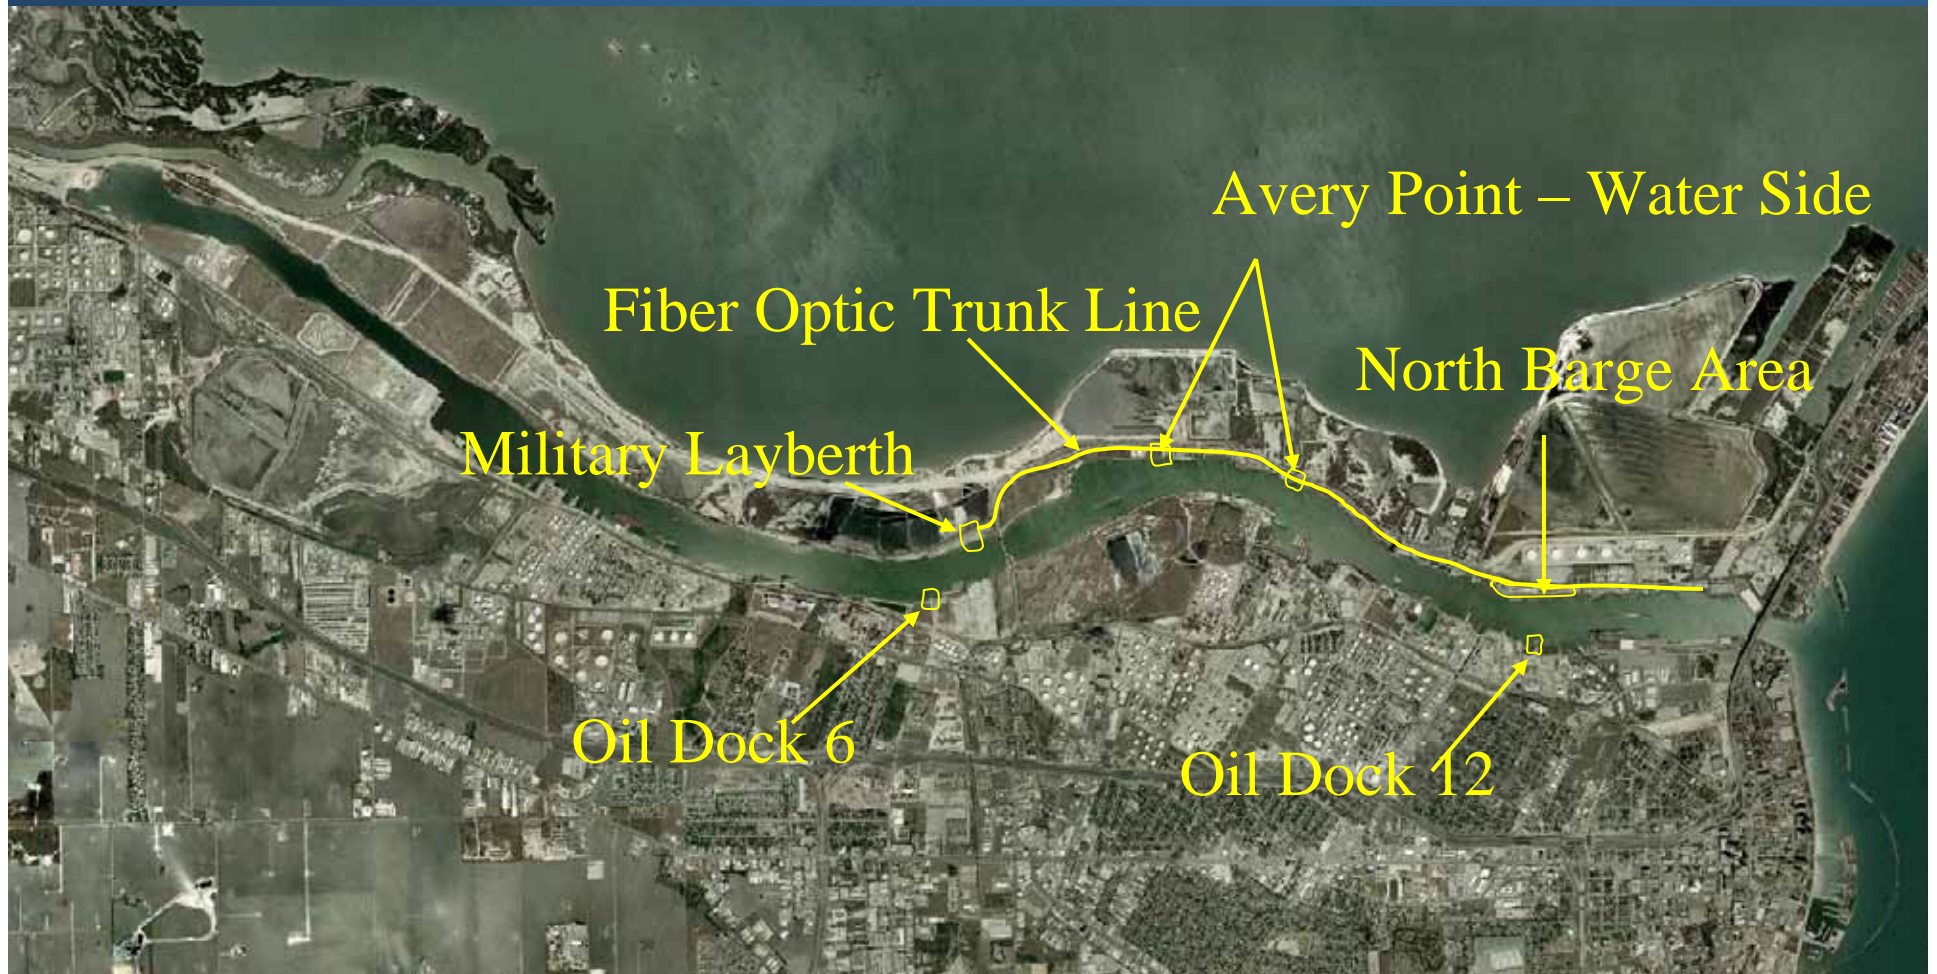 Avery Point – Water Side
Fiber Optic Trunk Line
North Barge Area
Military Layberth
Oil Dock 6
Oil Dock 12